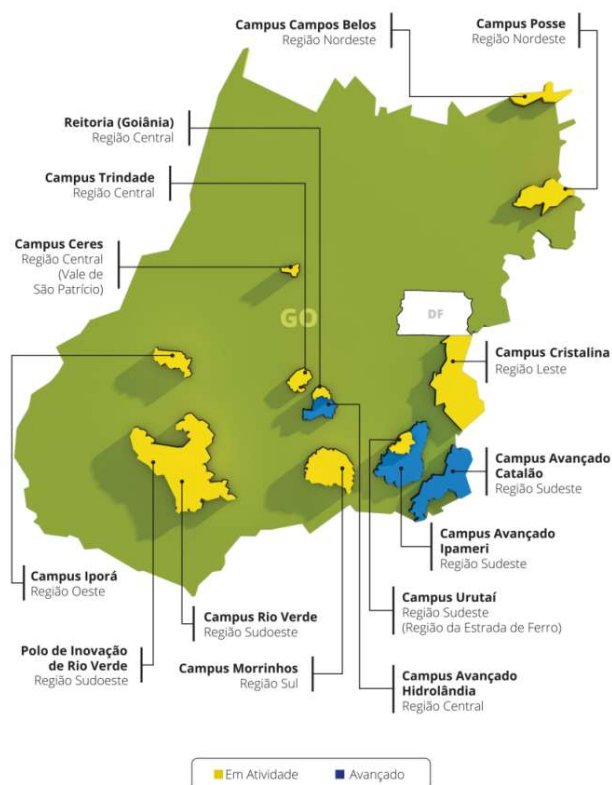 Campus Campos Belos
Região Nordeste
Campus Posse
Região Nordeste
Reitoria (Goiânia)
Região Central
Campus Trindade
Região Central
Campus Ceres
Região Central
(Vale de
São Patrício)
GO
DF
Campus Cristalina
Região Leste
Campus Avançado
Catalão
Região Sudeste
Campus Avançado
Ipameri
Região Sudeste
Campus Iporá
Região Oeste
Campus Urutaí
Região Sudeste
(Região da Estrada de Ferro)
Campus Rio Verde
Região Sudoeste
Polo de Inovação
de Rio Verde
Região Sudoeste
Campus Morrinhos
Região Sul
Campus Avançado
Hidrolândia
Região Central
Em Atividade
Avançado